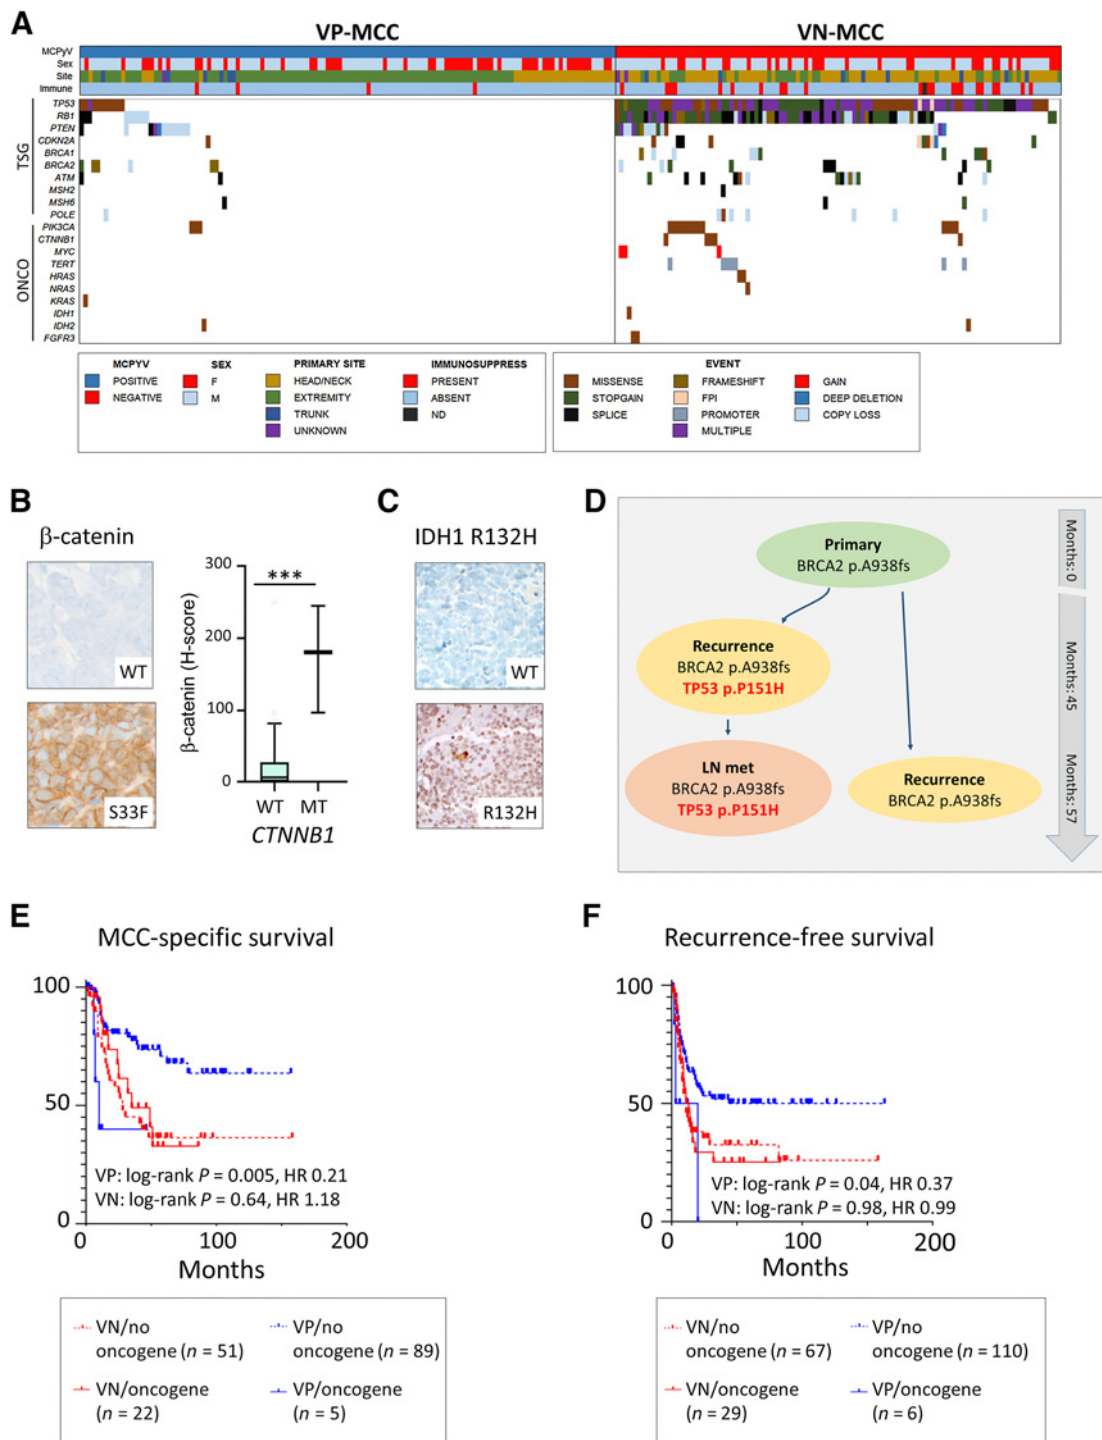 A
VP-MCC
VN-MCC
MCPyV
Sex
Site
Immune
TSG
TP53
RB1
PTEN
CDKN2A
BRCA1
BRCA2
ATM
MSH2
MSH6
POLE
ONCO
PIK3CA
CTNNB1
MYC
TERT
HRAS
NRAS
KRAS
IDH1
IDH2
FGFR3
MCPYV
POSITIVE
NEGATIVE
SEX
F
M
PRIMARY SITE
HEAD/NECK
EXTREMITY
TRUNK
UNKNOWN
IMMUNOSUPPRESS
PRESENT
ABSENT
ND
EVENT
MISSENSE
STOPGAIN
SPLICE
FRAMESHIFT
FPI
PROMOTER
MULTIPLE
GAIN
DEEP DELETION
COPY LOSS
B
β-catenin
WT
S33F
β-catenin (H-score)
300
200
100
0
***
WT MT
CTNNB1
C
IDH1 R132H
WT
R132H
D
Primary
BRCA2 p.A938fs
Recurrence
BRCA2 p.A938fs
TP53 p.P151H
LN met
BRCA2 p.A938fs
TP53 p.P151H
Recurrence
BRCA2 p.A938fs
Months: 0
Months: 45
Months: 57
E
MCC-specific survival
100
50
0
VP: log-rank P = 0.005, HR 0.21
VN: log-rank P = 0.64, HR 1.18
0 100 200
Months
VN/no
oncogene (n = 51)
VP/no
oncogene (n = 89)
VN/oncogene
(n = 22)
VP/oncogene
(n = 5)
F
Recurrence-free survival
100
50
0
VP: log-rank P = 0.04, HR 0.37
VN: log-rank P = 0.98, HR 0.99
0 100 200
Months
VN/no
oncogene (n = 67)
VP/no
oncogene (n = 110)
VN/oncogene
(n = 29)
VP/oncogene
(n = 6)